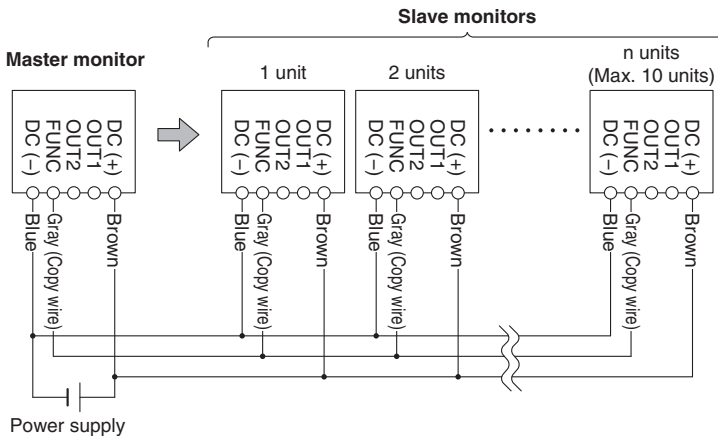 Slave monitors
Master monitor
1 unit
2 units
n units
(Max. 10 units)
DC (−)
FUNC
OUT2
OUT1
DC (+)
DC (−)
FUNC
OUT2
OUT1
DC (+)
DC (−)
FUNC
OUT2
OUT1
DC (+)
DC (−)
FUNC
OUT2
OUT1
DC (+)
Blue
Gray (Copy wire)
Brown
Blue
Gray (Copy wire)
Brown
Blue
Gray (Copy wire)
Brown
Blue
Gray (Copy wire)
Brown
Power supply